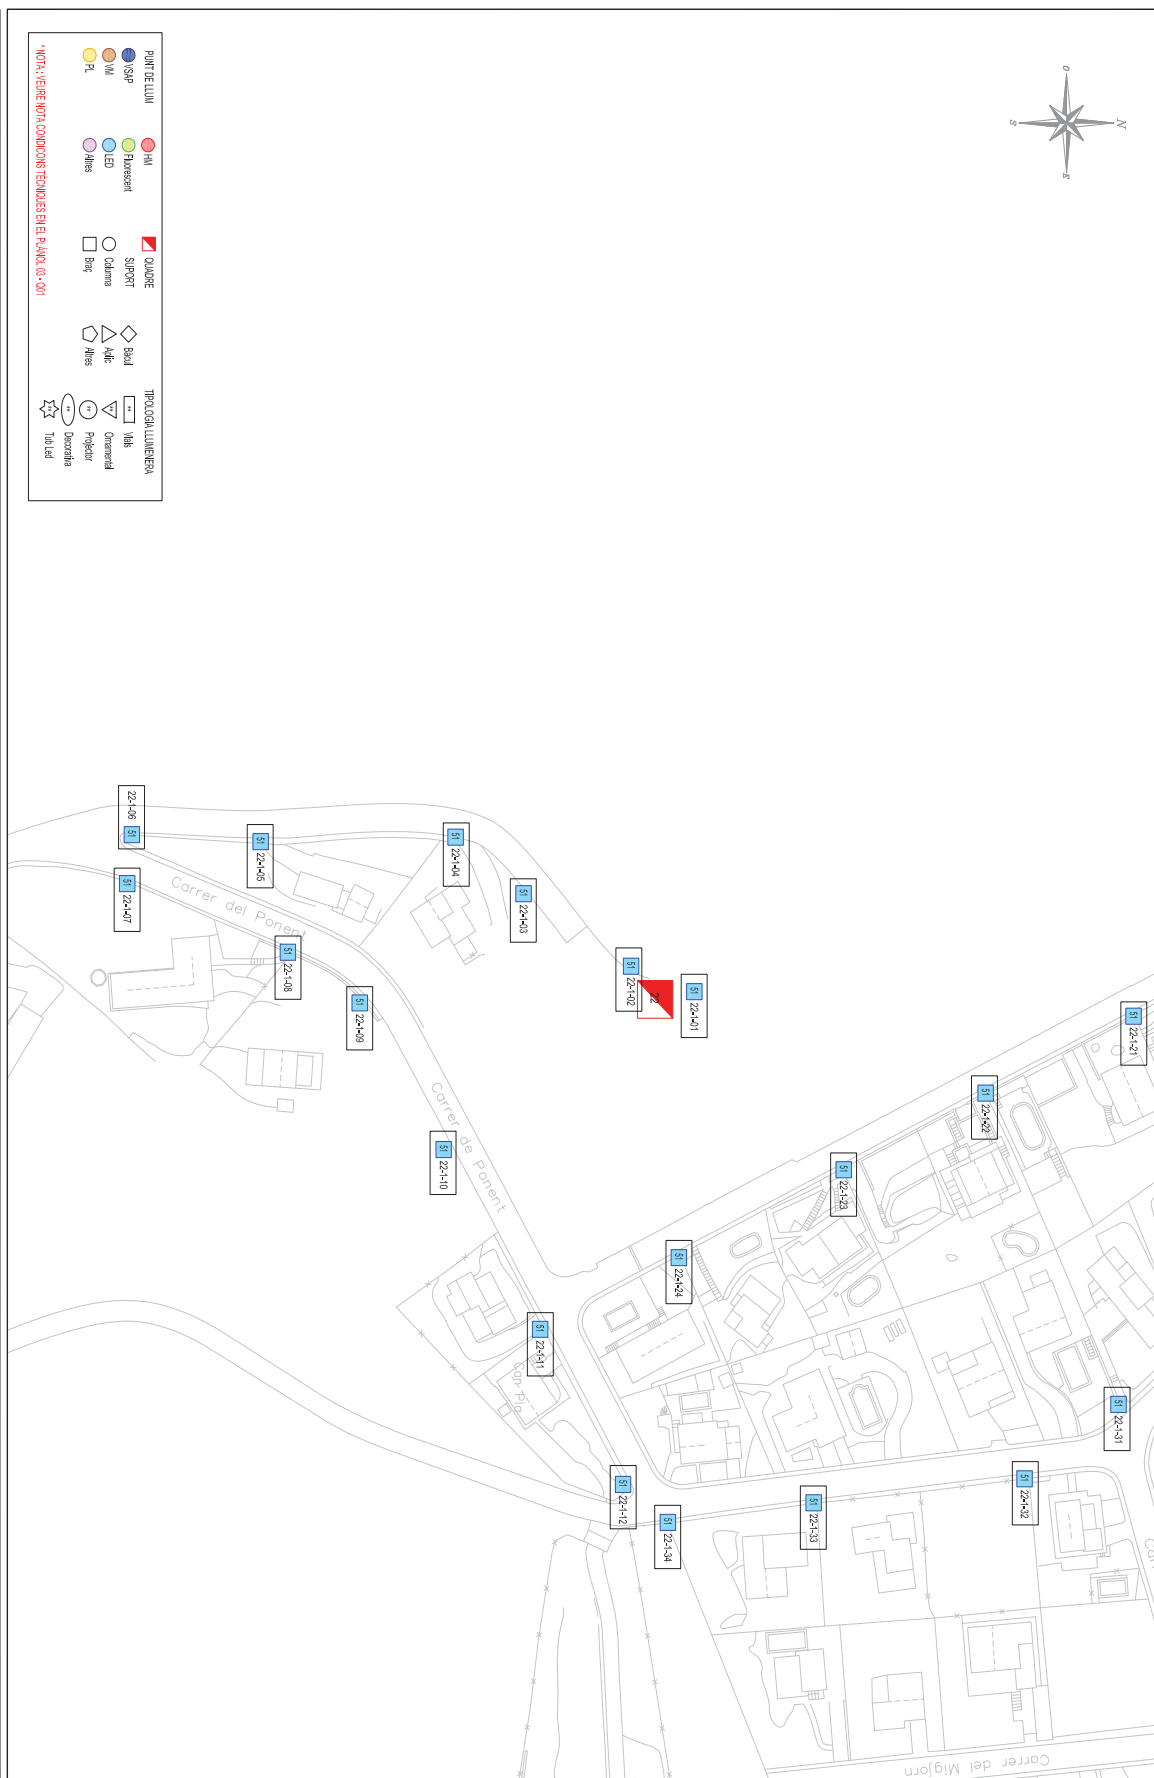 PUNT DE LLUM
VSAP
VM
PL
HM
Fluorescent
LED
Altres
QUADRE
SUPORT
Columna
Braç
Bàcul
Aplic
Altres
TIPOLOGIA LLUMENERA
** Vials
** Ornamental
** Projector
** Decorativa
** Tub Led
* NOTA: VEURE NOTA CONDICIONS TÈCNIQUES EN EL PLÀNOL 03 - Q01
N
O
F
S
51 22-1-21
51 22-1-22
51 22-1-23
51 22-1-24
51 22-1-31
51 22-1-32
51 22-1-33
51 22-1-34
51 22-1-01
22
51 22-1-02
51 22-1-03
51 22-1-04
51 22-1-05
22-1-06 51
51 22-1-07
51 22-1-08
51 22-1-09
51 22-1-10
51 22-1-11
51 22-1-12
Carrer del Ponent
Carrer de Ponent
Can Pla
Carrer del Migjorn